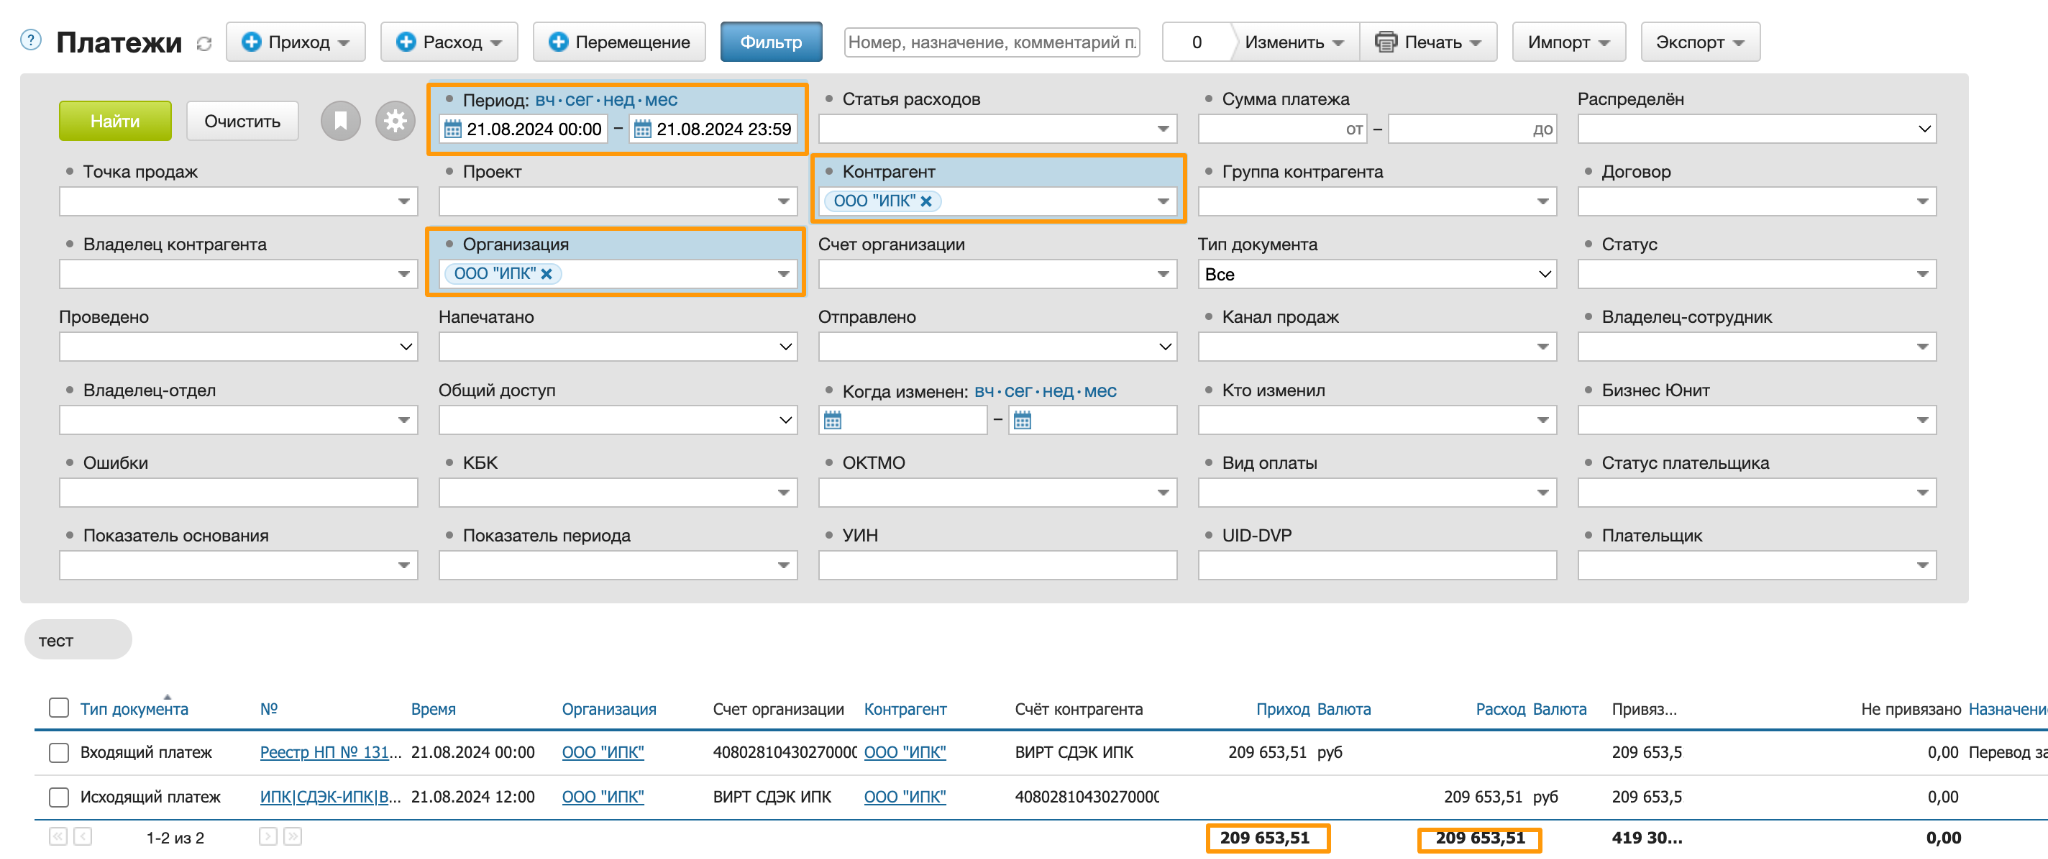 ? Платежи Приход Расход Перемещение Фильтр Номер, назначение, комментарий п. 0 Изменить Печать Импорт Экспорт
Найти Очистить
Период: вч·сег·нед·мес
21.08.2024 00:00 – 21.08.2024 23:59
Статья расходов
Сумма платежа
от – до
Распределён
Точка продаж
Проект
Контрагент
ООО "ИПК" ×
Группа контрагента
Договор
Владелец контрагента
Организация
ООО "ИПК" ×
Счет организации
Тип документа
Все
Статус
Проведено
Напечатано
Отправлено
Канал продаж
Владелец-сотрудник
Владелец-отдел
Общий доступ
Когда изменен: вч·сег·нед·мес
–
Кто изменил
Бизнес Юнит
Ошибки
КБК
ОКТМО
Вид оплаты
Статус плательщика
Показатель основания
Показатель периода
УИН
UID-DVP
Плательщик
тест
Тип документа № Время Организация Счет организации Контрагент Счёт контрагента Приход Валюта Расход Валюта Привяз... Не привязано Назначение
Входящий платеж Реестр НП № 131... 21.08.2024 00:00 ООО "ИПК" 40802810430270000 ООО "ИПК" ВИРТ СДЭК ИПК 209 653,51 руб 209 653,5 0,00 Перевод за
Исходящий платеж ИПК|СДЭК-ИПК|В... 21.08.2024 12:00 ООО "ИПК" ВИРТ СДЭК ИПК ООО "ИПК" 40802810430270000 209 653,51 руб 209 653,5 0,00
1-2 из 2 209 653,51 209 653,51 419 30... 0,00